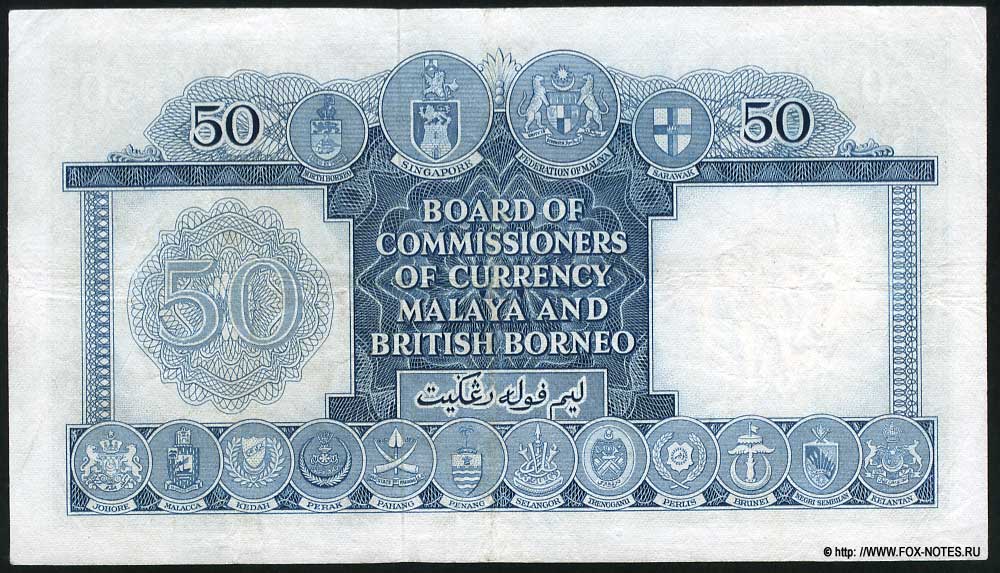 50
50
NORTH BORNEO
SINGAPORE
FEDERATION OF MALAYA
SARAWAK
BOARD OF
COMMISSIONERS
OF CURRENCY
MALAYA AND
BRITISH BORNEO
50
ليم ڤوله رڠݢيت
JOHORE MALACCA KEDAH PERAK PAHANG PENANG SELANGOR TRENGGANU PERLIS BRUNEI NEGRI SEMBILAN KELANTAN
© http: //WWW.FOX-NOTES.RU